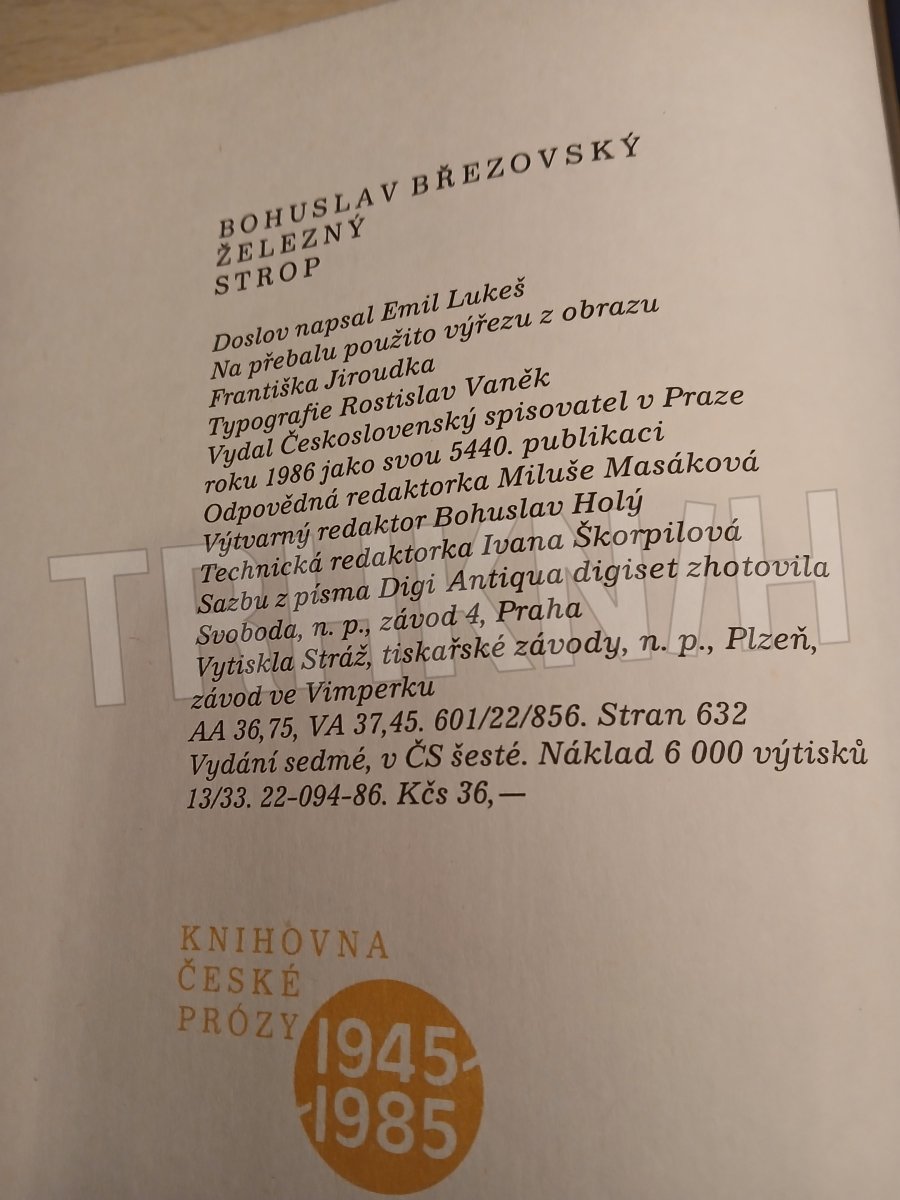 BOHUSLAV BŘEZOVSKÝ
ŽELEZNÝ
STROP
Doslov napsal Emil Lukeš
Na přebalu použito výřezu z obrazu
Františka Jiroudka
Typografie Rostislav Vaněk
Vydal Československý spisovatel v Praze
roku 1986 jako svou 5440. publikaci
Odpovědná redaktorka Miluše Masáková
Výtvarný redaktor Bohuslav Holý
Technická redaktorka Ivana Škorpilová
Sazbu z písma Digi Antiqua digiset zhotovila
Svoboda, n. p., závod 4, Praha
Vytiskla Stráž, tiskařské závody, n. p., Plzeň,
závod ve Vimperku
AA 36,75, VA 37,45. 601/22/856. Stran 632
Vydání sedmé, v ČS šesté. Náklad 6 000 výtisků
13/33. 22-094-86. Kčs 36,—
KNIHOVNA
ČESKÉ
PRÓZY
1945-
-1985